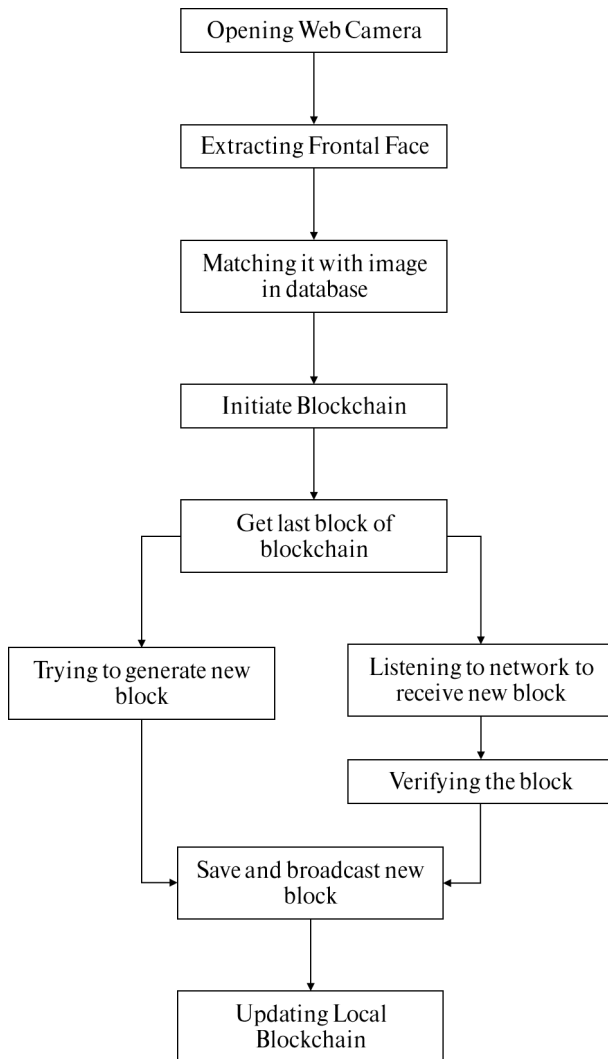 Opening Web Camera
Extracting Frontal Face
Matching it with image
in database
Initiate Blockchain
Get last block of
blockchain
Trying to generate new
block
Listening to network to
receive new block
Verifying the block
Save and broadcast new
block
Updating Local
Blockchain